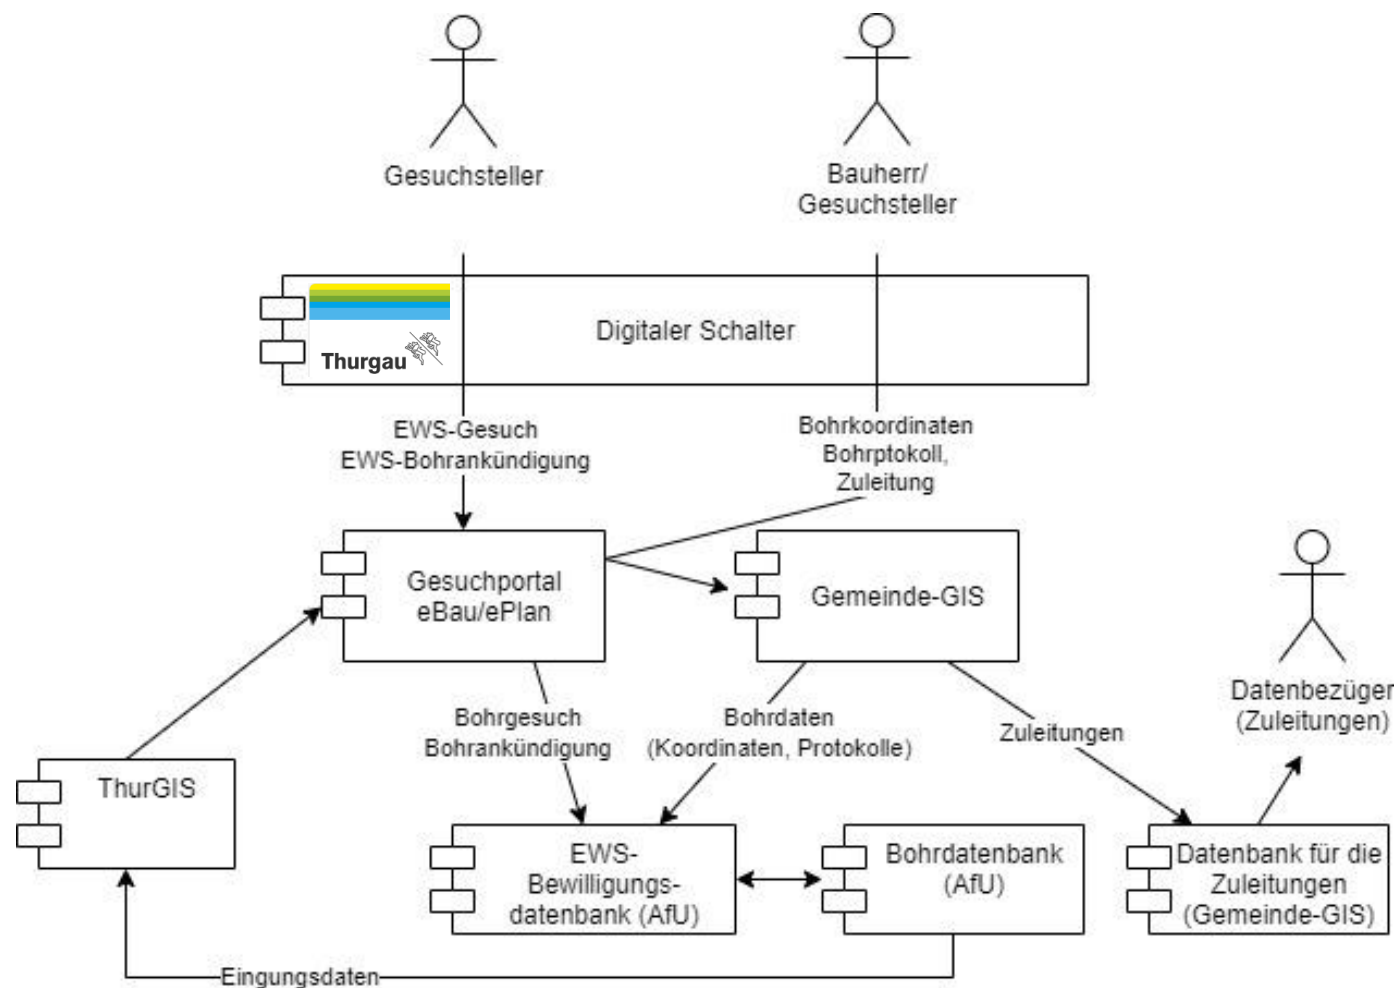 Gesuchsteller
Bauherr/
Gesuchsteller
Thurgau
Digitaler Schalter
EWS-Gesuch
EWS-Bohrankündigung
Bohrkoordinaten
Bohrptokoll,
Zuleitung
Gesuchportal
eBau/ePlan
Gemeinde-GIS
Datenbezüger
(Zuleitungen)
Bohrgesuch
Bohrankündigung
Bohrdaten
(Koordinaten, Protokolle)
Zuleitungen
ThurGIS
EWS-
Bewilligungs-
datenbank (AfU)
Bohrdatenbank
(AfU)
Datenbank für die
Zuleitungen
(Gemeinde-GIS)
Eingungsdaten